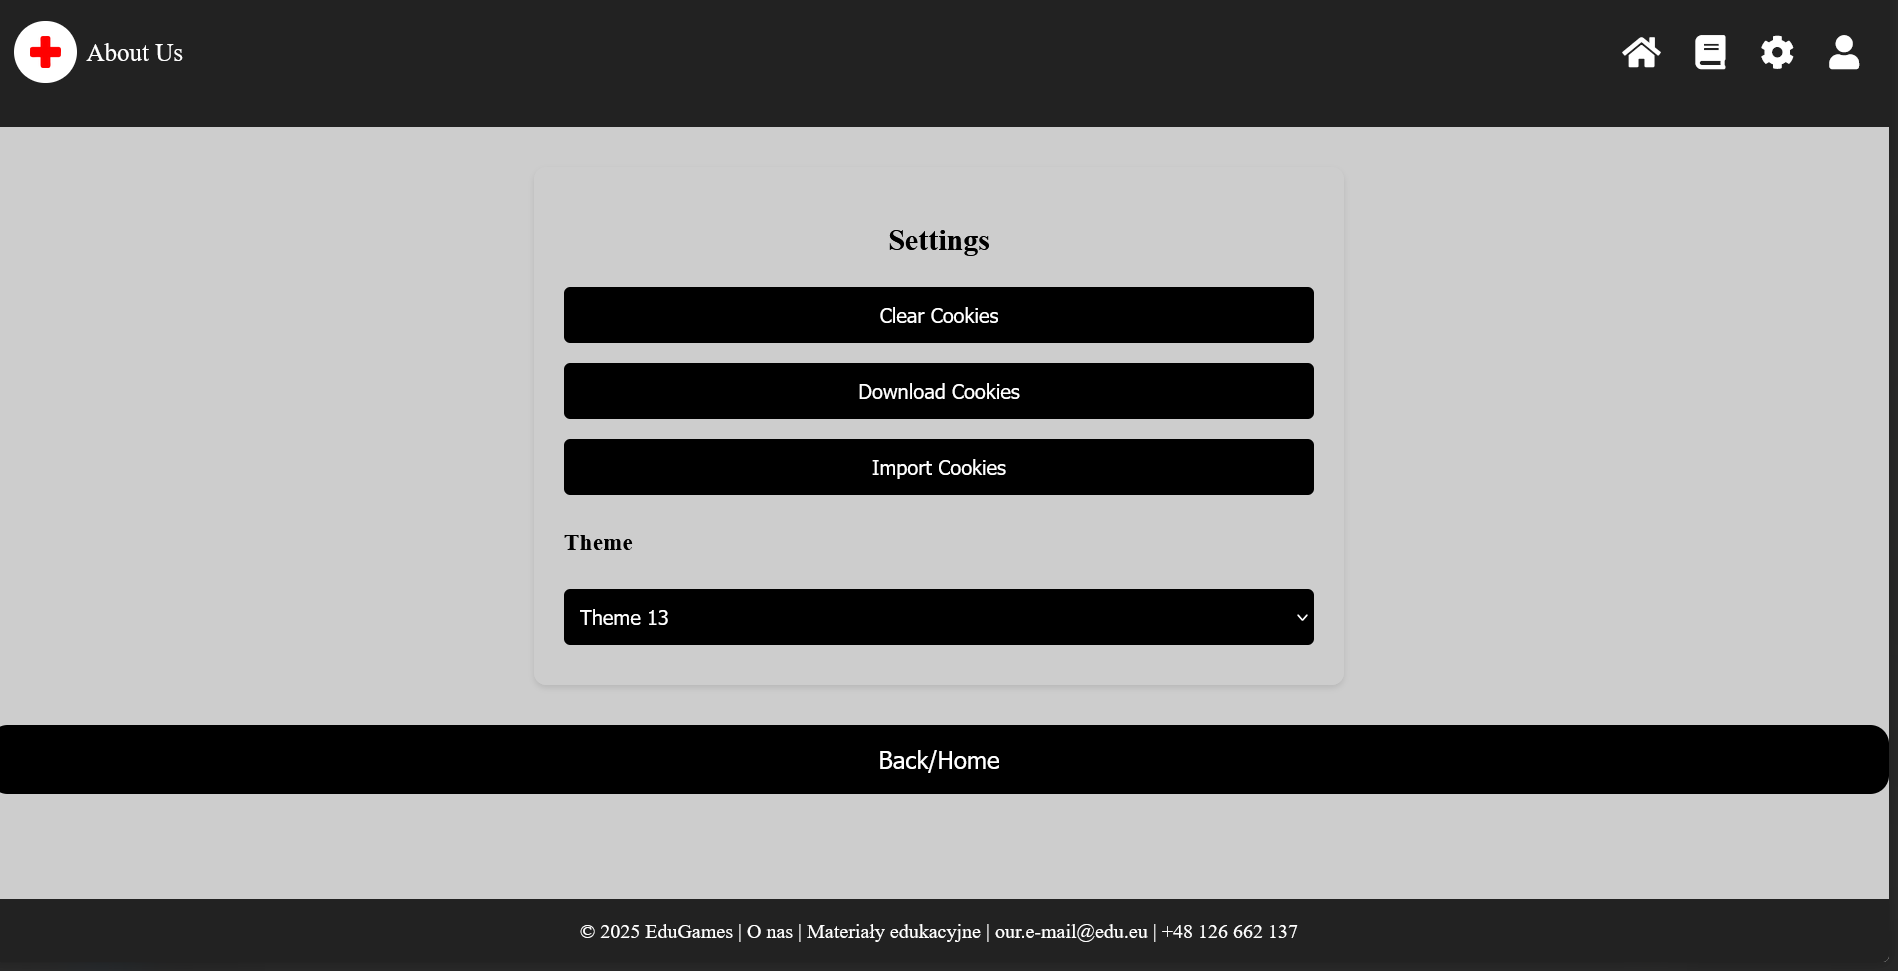 About Us
Settings
Clear Cookies
Download Cookies
Import Cookies
Theme
Theme 13
Back/Home
© 2025 EduGames | O nas | Materiały edukacyjne | our.e-mail@edu.eu | +48 126 662 137